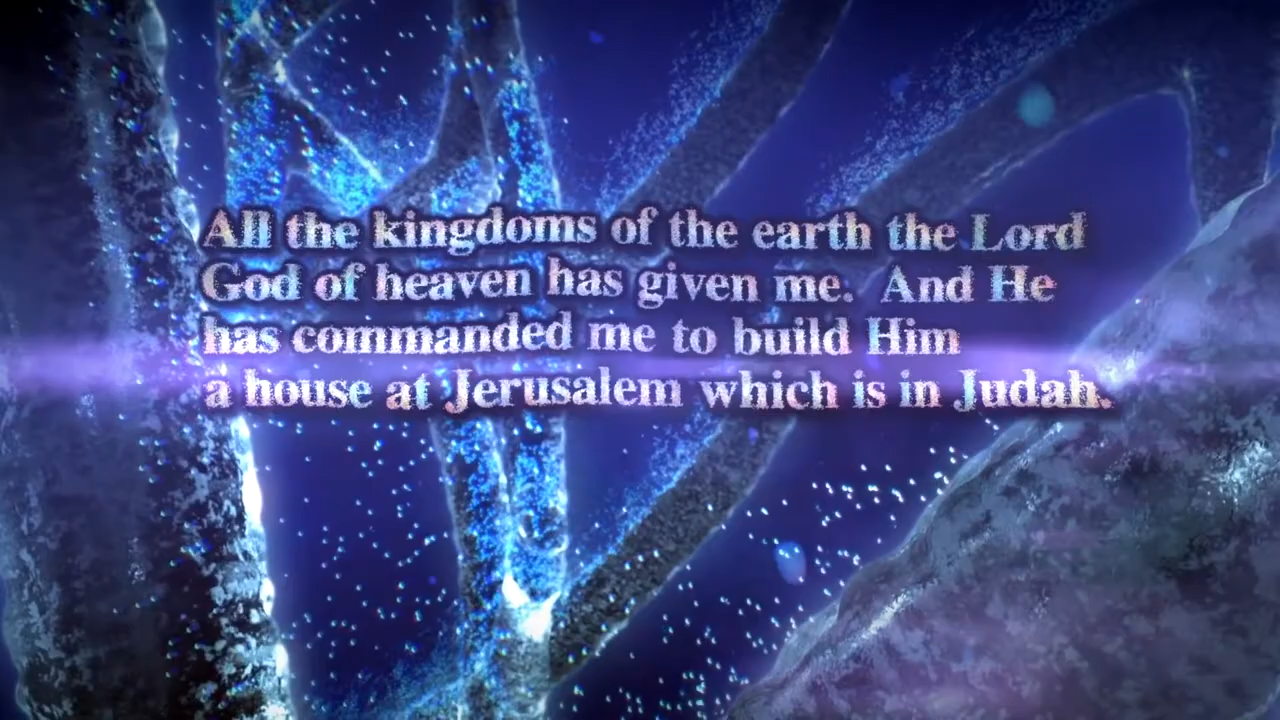 All the kingdoms of the earth the Lord
God of heaven has given me.  And He
has commanded me to build Him
a house at Jerusalem which is in Judah.